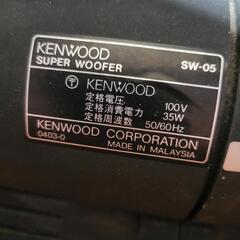 KENWOOD
SUPER WOOFER SW-05
〒 KENWOOD
定格電圧 100V
定格消費電力 35W
定格周波数 50/60Hz
KENWOOD CORPORATION
0403-0 MADE IN MALAYSIA